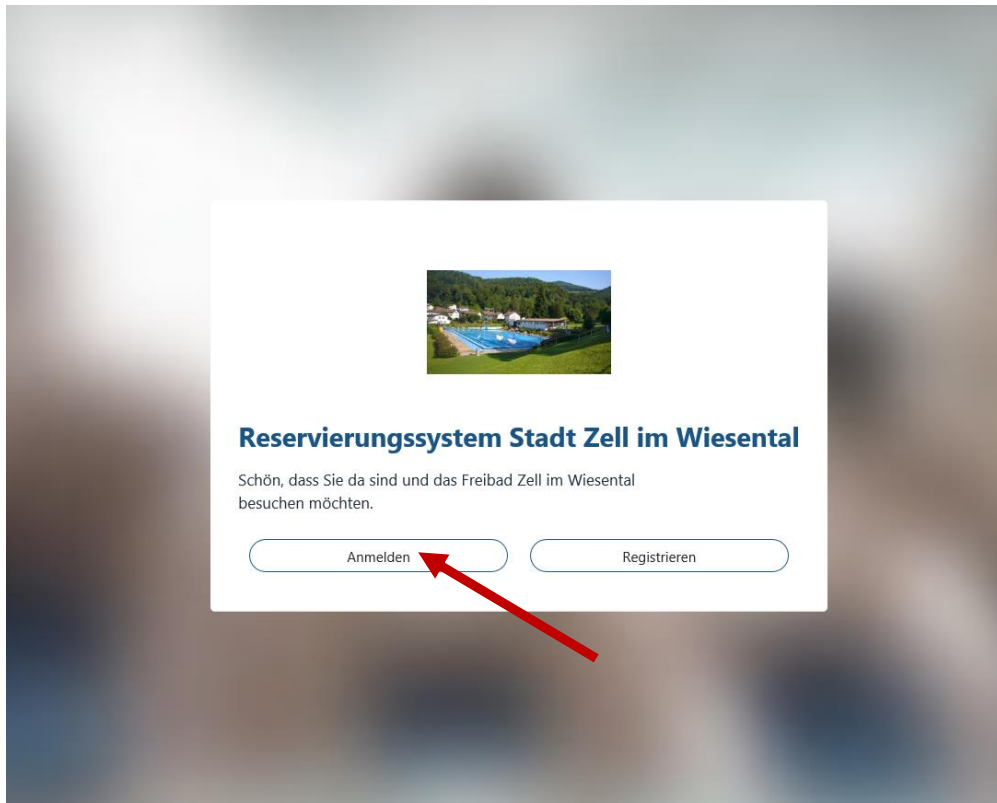 Reservierungssystem Stadt Zell im Wiesental
Schön, dass Sie da sind und das Freibad Zell im Wiesental
besuchen möchten.
Anmelden
Registrieren